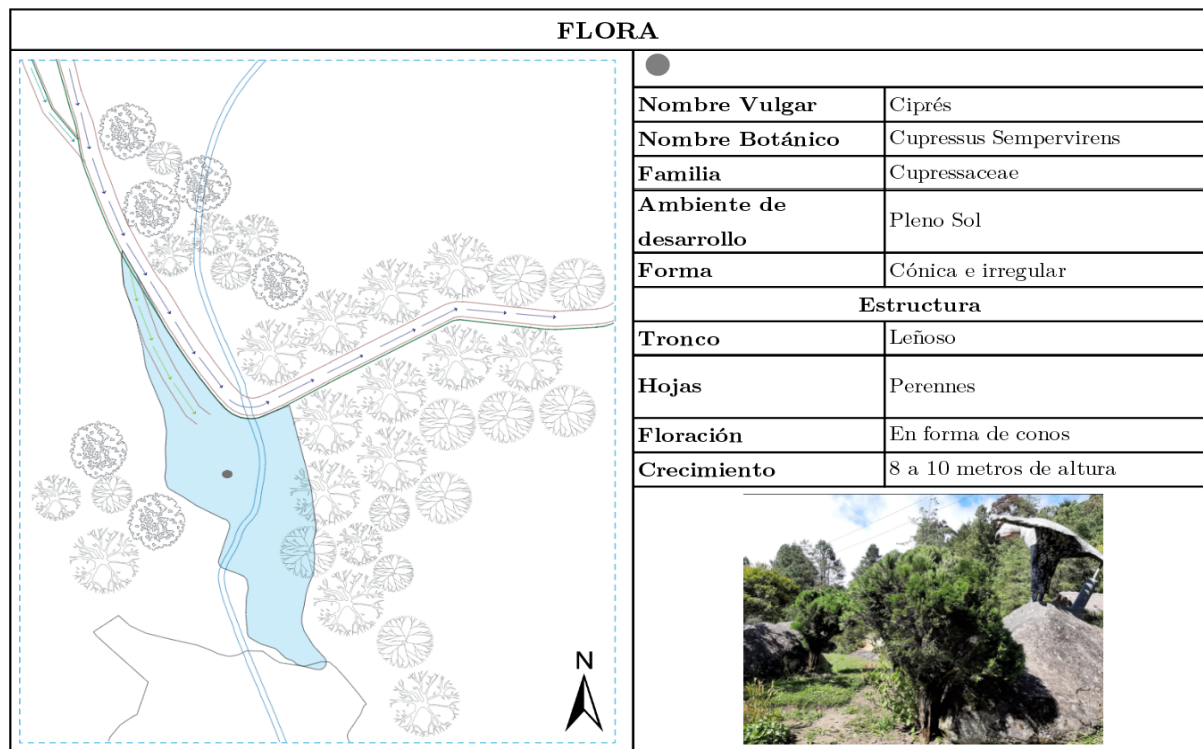 FLORA
Nombre Vulgar Ciprés
Nombre Botánico Cupressus Sempervirens
Familia Cupressaceae
Ambiente de
desarrollo Pleno Sol
Forma Cónica e irregular
Estructura
Tronco Leñoso
Hojas Perennes
Floración En forma de conos
Crecimiento 8 a 10 metros de altura
N